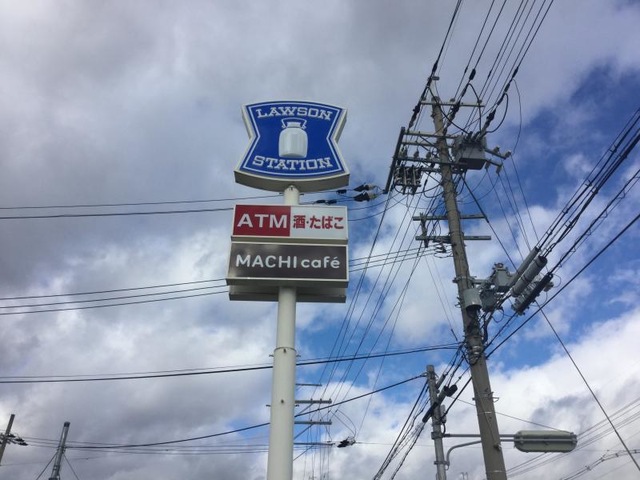 LAWSON
STATION
ATM 酒・たばこ
MACHI café